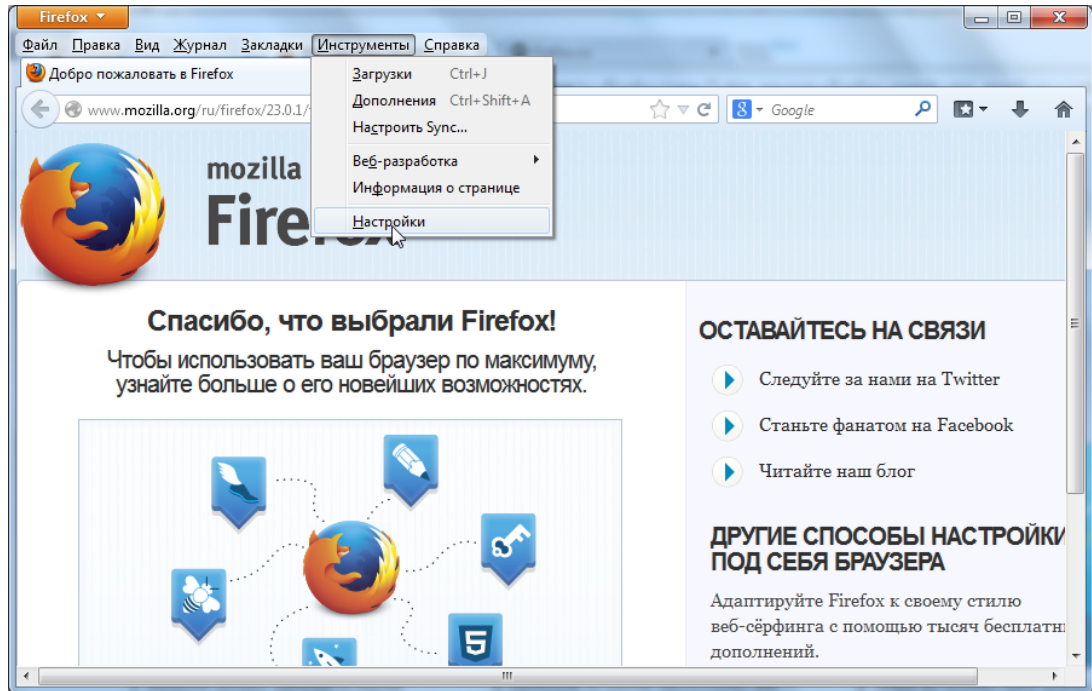 Firefox
Файл Правка Вид Журнал Закладки Инструменты Справка
Добро пожаловать в Firefox
www.mozilla.org/ru/firefox/23.0.1/
8 Google
Загрузки Ctrl+J
Дополнения Ctrl+Shift+A
Настроить Sync...
Веб-разработка
Информация о странице
Настройки
mozilla
Firefox
Спасибо, что выбрали Firefox!
Чтобы использовать ваш браузер по максимуму,
узнайте больше о его новейших возможностях.
5
ОСТАВАЙТЕСЬ НА СВЯЗИ
Следуйте за нами на Twitter
Станьте фанатом на Facebook
Читайте наш блог
ДРУГИЕ СПОСОБЫ НАСТРОЙКИ
ПОД СЕБЯ БРАУЗЕРА
Адаптируйте Firefox к своему стилю
веб-сёрфинга с помощью тысяч бесплатн
дополнений.